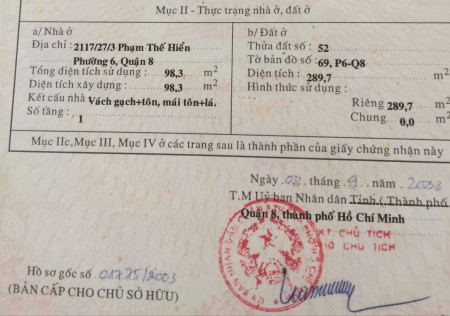 Mục II - Thực trạng nhà ở, đất ở
a/ Nhà ở
Địa chỉ : 2117/27/3 Phạm Thế Hiển
Phường 6, Quận 8
Tổng diện tích sử dụng : 98,3 m2
Diện tích xây dựng : 98,3 m2
Kết cấu nhà Vách gạch+tôn, mái tôn+lá.
Số tầng : 1
b/ Đất ở
Thửa đất số : 52
Tờ bản đồ số : 69, P6-Q8
Diện tích : 289,7 m2
Hình thức sử dụng :
Riêng 289,7 m2
Chung 0,0 m2
Mục IIc,Mục III, Mục IV ở các trang sau là thành phần của giấy chứng nhận này
Ngày 08 tháng 9 năm
T.M Uỷ ban Nhân dân Tỉnh,( Thành phố
Quận 8, thành phố Hồ Chí Minh
KT. CHỦ TỊCH
PHÓ CHỦ TỊCH
Hồ sơ gốc số 01775/2003
(BẢN CẤP CHO CHỦ SỞ HỮU)